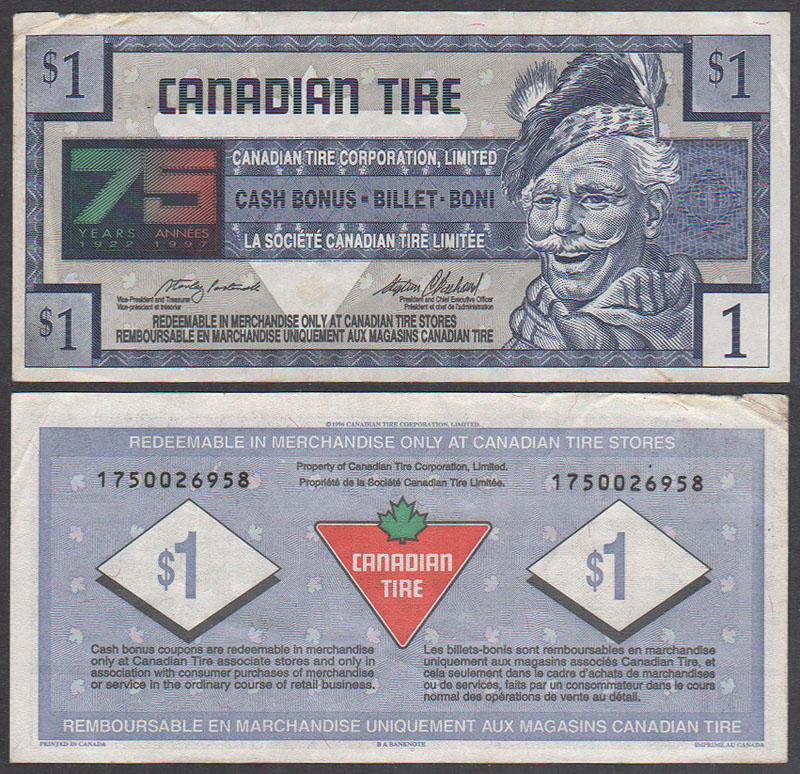 $1
$1
CANADIAN TIRE
75
YEARS ANNÉES
1922 1997
CANADIAN TIRE CORPORATION, LIMITED
CASH BONUS - BILLET - BONI
LA SOCIÉTÉ CANADIAN TIRE LIMITÉE
Vice-President and Treasurer
Vice-président et trésorier
President and Chief Executive Officer
Président et chef de l'administration
REDEEMABLE IN MERCHANDISE ONLY AT CANADIAN TIRE STORES
REMBOURSABLE EN MARCHANDISE UNIQUEMENT AUX MAGASINS CANADIAN TIRE
$1
1
©1996 CANADIAN TIRE CORPORATION, LIMITED.
REDEEMABLE IN MERCHANDISE ONLY AT CANADIAN TIRE STORES
Property of Canadian Tire Corporation, Limited.
Propriété de la Société Canadian Tire Limitée.
1750026958
1750026958
$1
CANADIAN
TIRE
$1
Cash bonus coupons are redeemable in merchandise
only at Canadian Tire associate stores and only in
association with consumer purchases of merchandise
or service in the ordinary course of retail business.
Les billets-bonis sont remboursables en marchandise
uniquement aux magasins associés Canadian Tire, et
cela seulement dans le cadre d'achats de marchandises
ou de services, faits par un consommateur dans le cours
normal des opérations de vente au détail.
REMBOURSABLE EN MARCHANDISE UNIQUEMENT AUX MAGASINS CANADIAN TIRE
PRINTED IN CANADA
B A BANKNOTE
IMPRIMÉ AU CANADA